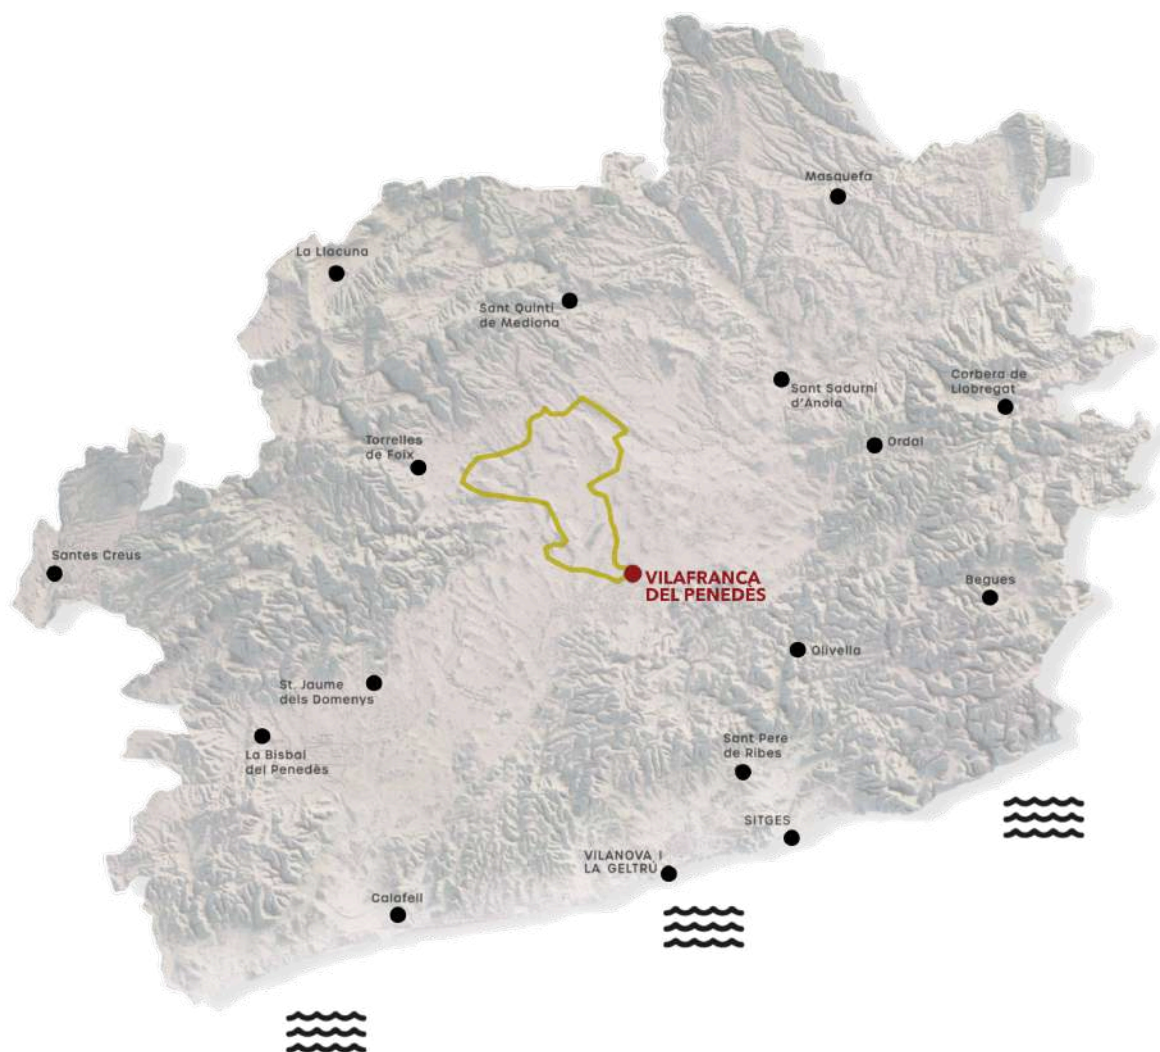 Masquefa
La Llacuna
Sant Quintí
de Mediona
Sant Sadurní
d'Anoia
Corbera de
Llobregat
Torrelles
de Foix
Ordal
Santes Creus
VILAFRANCA
DEL PENEDÈS
Begues
Olivella
St. Jaume
dels Domenys
La Bisbal
del Penedès
Sant Pere
de Ribes
SITGES
VILANOVA I
LA GELTRÚ
Calafell